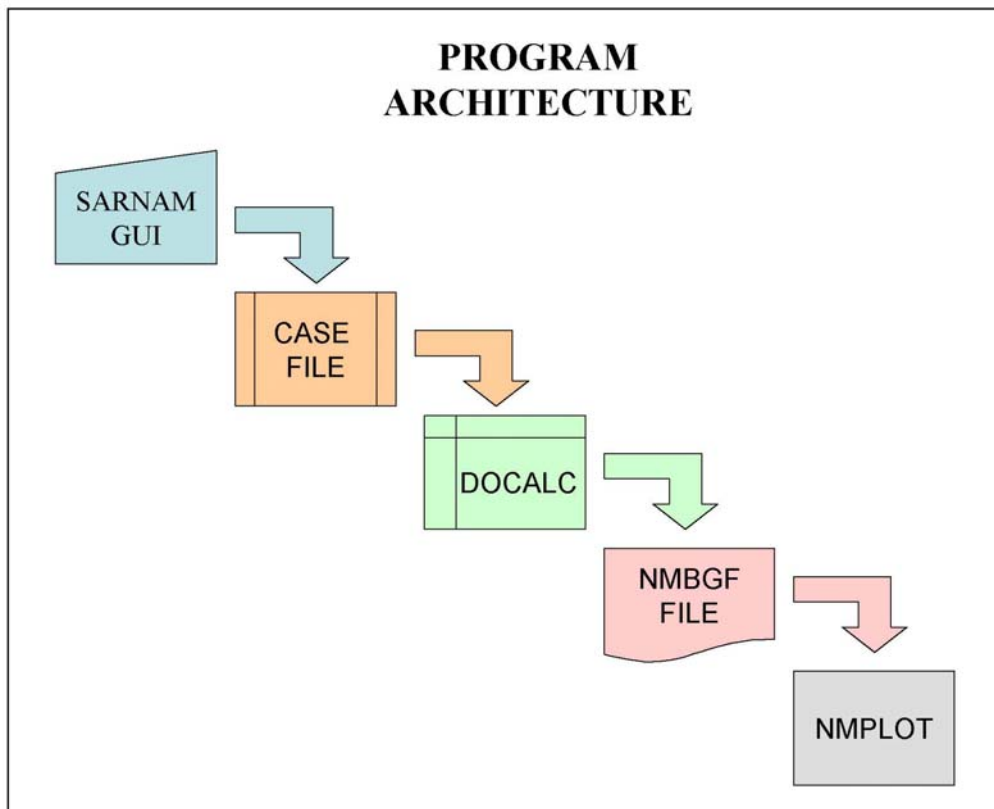 PROGRAM
ARCHITECTURE
SARNAM
GUI
CASE
FILE
DOCALC
NMBGF
FILE
NMPLOT